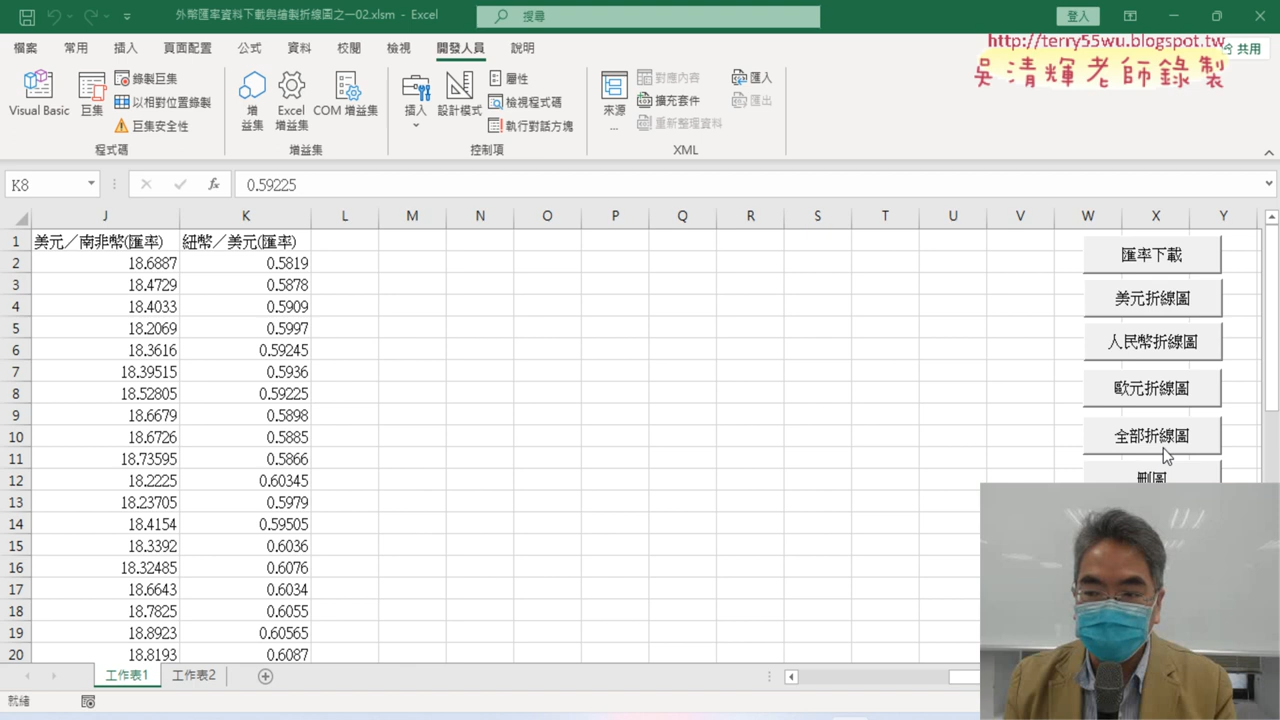 外幣匯率資料下載與繪製折線圖之一02.xlsm - Excel
搜尋
登入
http://terry55wu.blogspot.tw
吳清輝老師錄製
檔案 常用 插入 頁面配置 公式 資料 校閱 檢視 開發人員 說明
共用
Visual Basic
巨集
錄製巨集
以相對位置錄製
巨集安全性
程式碼
增益集
Excel 增益集
COM 增益集
增益集
插入
設計模式
屬性
檢視程式碼
執行對話方塊
控制項
來源
...
對應內容
擴充套件
重新整理資料
匯入
匯出
XML
K8
fx
0.59225
J K L M N O P Q R S T U V W X Y
1 美元／南非幣(匯率) 紐幣／美元(匯率)
2 18.6887 0.5819
3 18.4729 0.5878
4 18.4033 0.5909
5 18.2069 0.5997
6 18.3616 0.59245
7 18.39515 0.5936
8 18.52805 0.59225
9 18.6679 0.5898
10 18.6726 0.5885
11 18.73595 0.5866
12 18.2225 0.60345
13 18.23705 0.5979
14 18.4154 0.59505
15 18.3392 0.6036
16 18.32485 0.6076
17 18.6643 0.6034
18 18.7825 0.6055
19 18.8923 0.60565
20 18.8193 0.6087
匯率下載
美元折線圖
人民幣折線圖
歐元折線圖
全部折線圖
刪圖
工作表1 工作表2
就緒